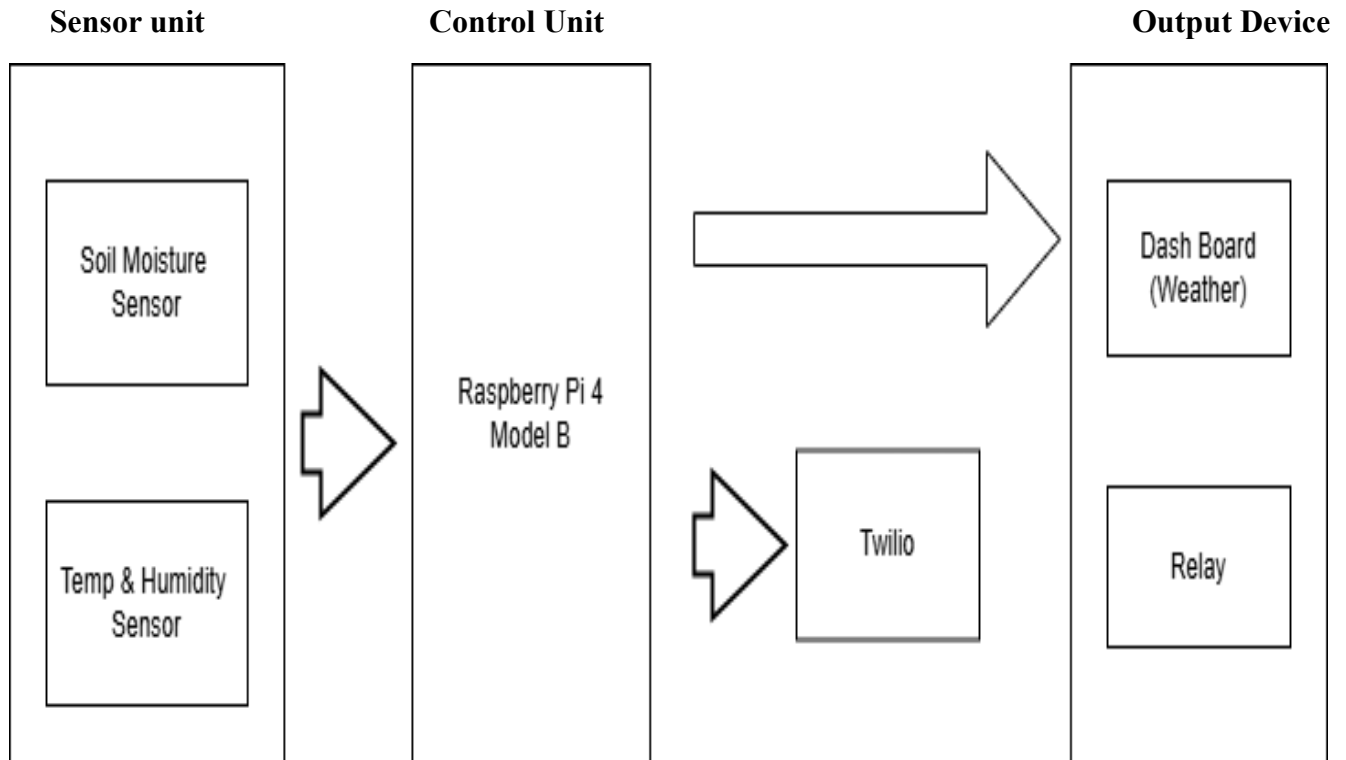 Sensor unit
Control Unit
Output Device
Soil Moisture
Sensor
Temp & Humidity
Sensor
Raspberry Pi 4
Model B
Twilio
Dash Board
(Weather)
Relay